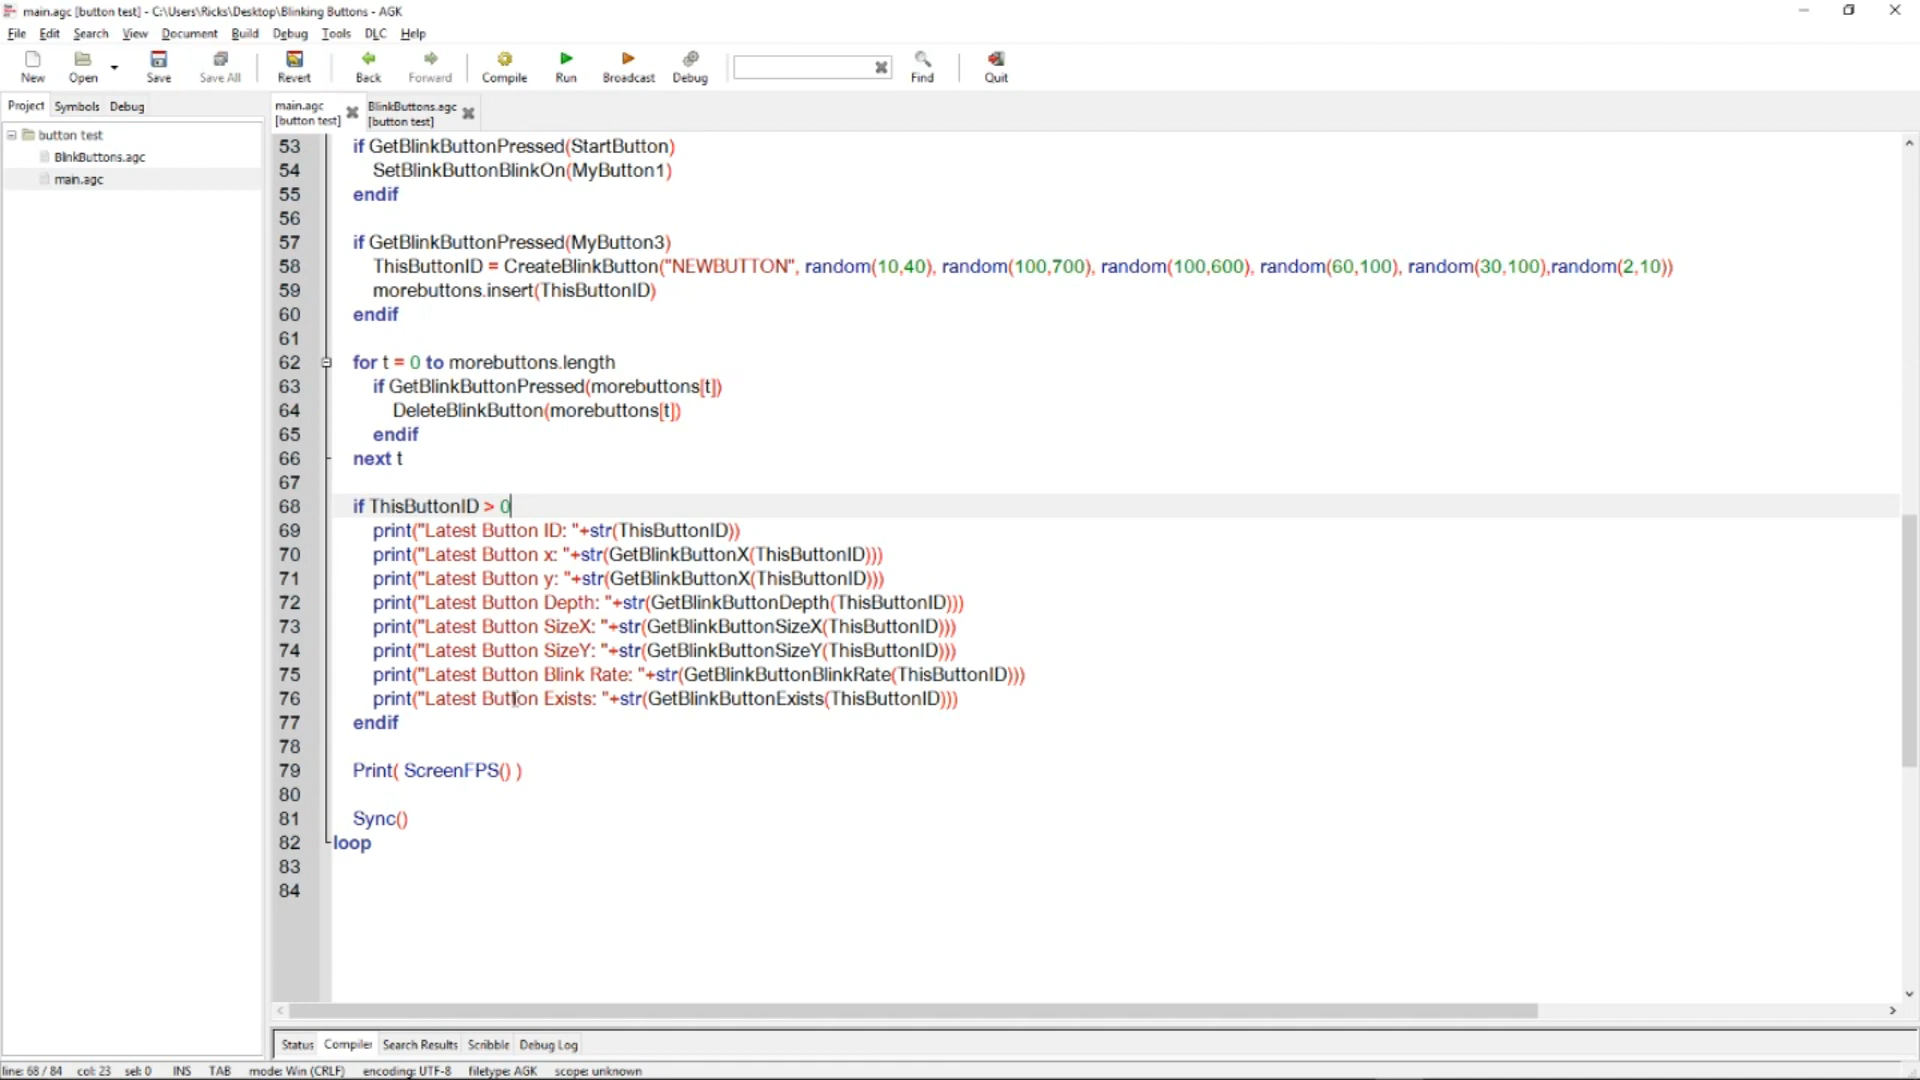 main.agc [button test] - C:\Users\Ricks\Desktop\Blinking Buttons - AGK
File Edit Search View Document Build Debug Tools DLC Help
New Open Save Save All Revert Back Forward Compile Run Broadcast Debug Find Quit
Project Symbols Debug
main.agc [button test]
BlinkButtons.agc [button test]
button test
BlinkButtons.agc
main.agc
53 if GetBlinkButtonPressed(StartButton)
54 SetBlinkButtonBlinkOn(MyButton1)
55 endif
56
57 if GetBlinkButtonPressed(MyButton3)
58 ThisButtonID = CreateBlinkButton("NEWBUTTON", random(10,40), random(100,700), random(100,600), random(60,100), random(30,100),random(2,10))
59 morebuttons.insert(ThisButtonID)
60 endif
61
62 for t = 0 to morebuttons.length
63 if GetBlinkButtonPressed(morebuttons[t])
64 DeleteBlinkButton(morebuttons[t])
65 endif
66 next t
67
68 if ThisButtonID > 0
69 print("Latest Button ID: "+str(ThisButtonID))
70 print("Latest Button x: "+str(GetBlinkButtonX(ThisButtonID)))
71 print("Latest Button y: "+str(GetBlinkButtonX(ThisButtonID)))
72 print("Latest Button Depth: "+str(GetBlinkButtonDepth(ThisButtonID)))
73 print("Latest Button SizeX: "+str(GetBlinkButtonSizeX(ThisButtonID)))
74 print("Latest Button SizeY: "+str(GetBlinkButtonSizeY(ThisButtonID)))
75 print("Latest Button Blink Rate: "+str(GetBlinkButtonBlinkRate(ThisButtonID)))
76 print("Latest Button Exists: "+str(GetBlinkButtonExists(ThisButtonID)))
77 endif
78
79 Print( ScreenFPS() )
80
81 Sync()
82 loop
83
84
Status Compiler Search Results Scribble Debug Log
line: 68 / 84 col: 23 sel: 0 INS TAB mode: Win (CRLF) encoding: UTF-8 filetype: AGK scope: unknown